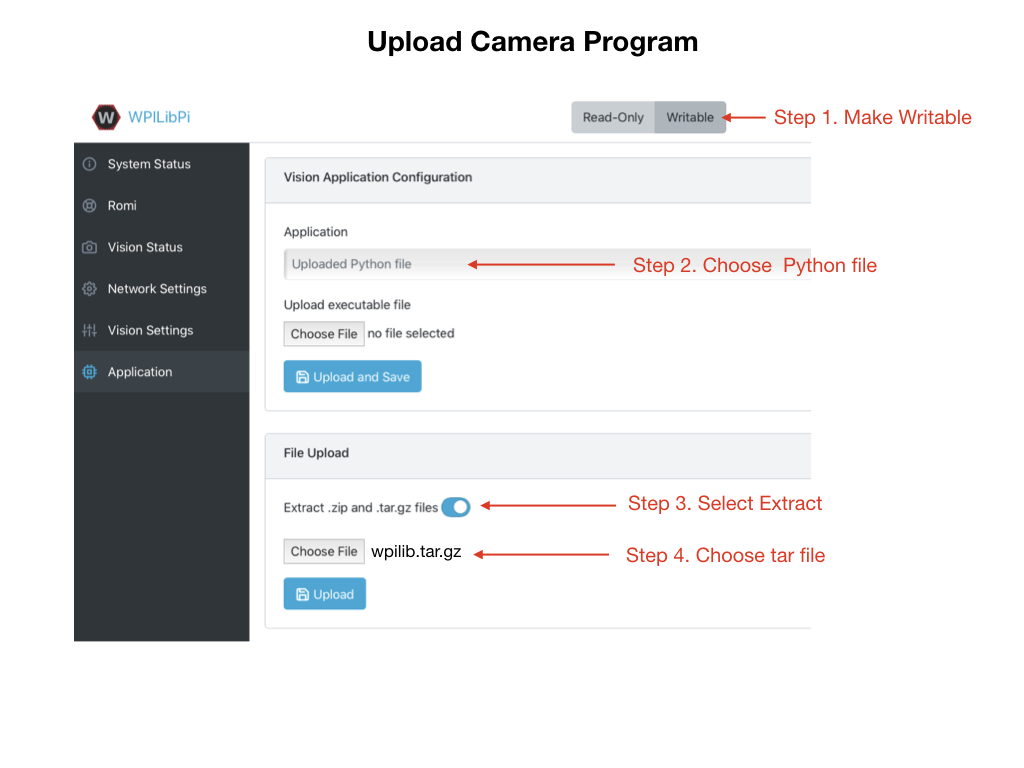 Upload Camera Program
W WPILibPi
Read-Only Writable Step 1. Make Writable
System Status
Romi
Vision Status
Network Settings
Vision Settings
Application
Vision Application Configuration
Application
Uploaded Python file Step 2. Choose Python file
Upload executable file
Choose File no file selected
Upload and Save
File Upload
Extract .zip and .tar.gz files Step 3. Select Extract
Choose File wpilib.tar.gz Step 4. Choose tar file
Upload